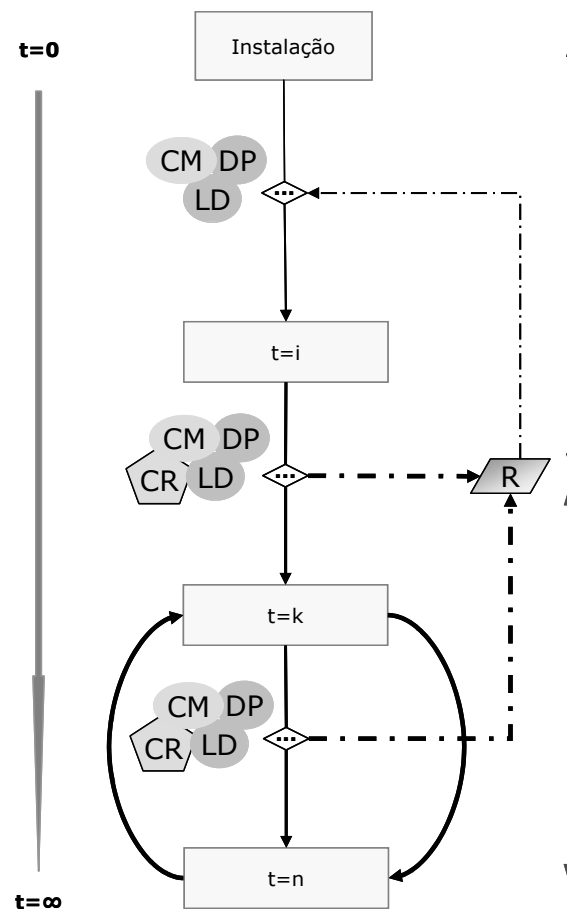 t=0
Instalação
CM DP
LD
...
t=i
CM DP
CR LD
...
R
t=k
CM DP
CR LD
...
t=n
t=∞